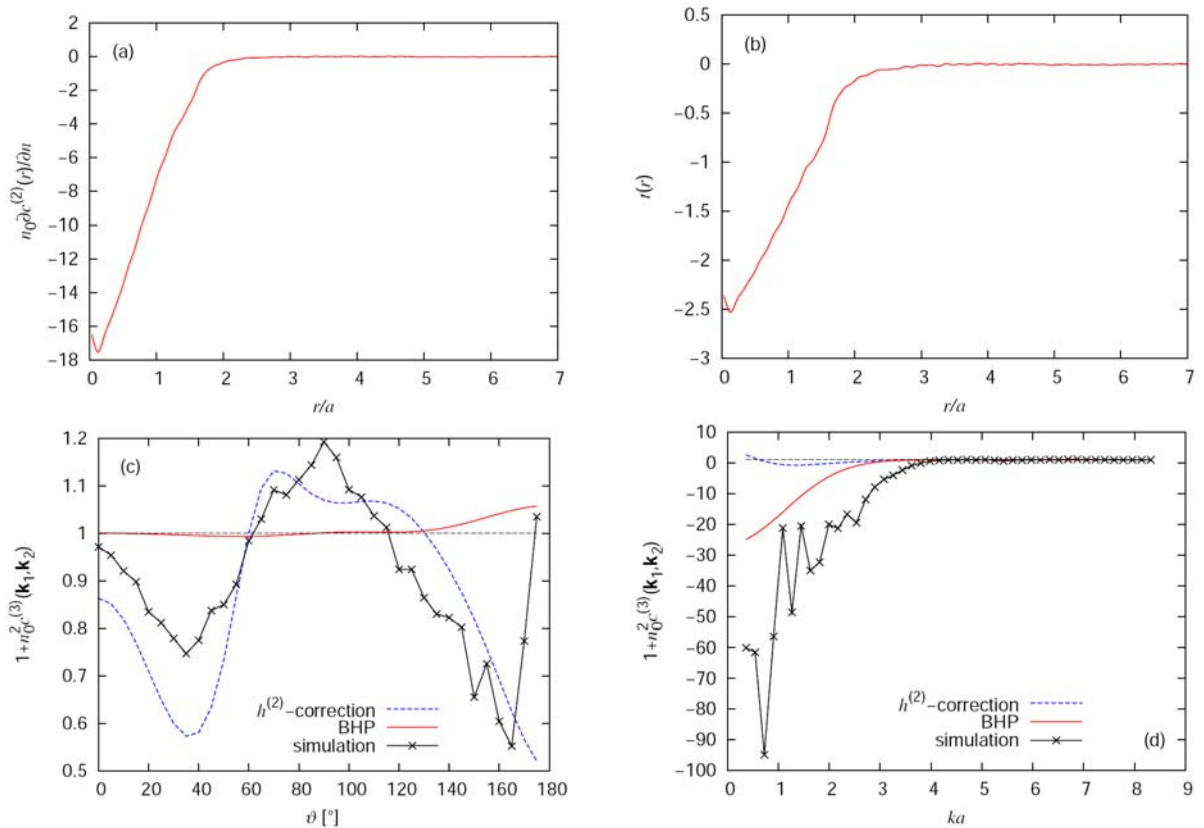 (a)
2
0
−2
−4
−6
−8
−10
−12
−14
−16
−18
n₀∂c⁽²⁾(r)/∂n
0 1 2 3 4 5 6 7
r/a
(b)
0.5
0
−0.5
−1
−1.5
−2
−2.5
−3
t(r)
0 1 2 3 4 5 6 7
r/a
(c)
1.2
1.1
1
0.9
0.8
0.7
0.6
0.5
1+n₀²c⁽³⁾(k₁,k₂)
h⁽²⁾−correction
BHP
simulation
0 20 40 60 80 100 120 140 160 180
ϑ [°]
10
0
−10
−20
−30
−40
−50
−60
−70
−80
−90
−100
1+n₀²c⁽³⁾(k₁,k₂)
h⁽²⁾−correction
BHP
simulation
(d)
0 1 2 3 4 5 6 7 8 9
ka